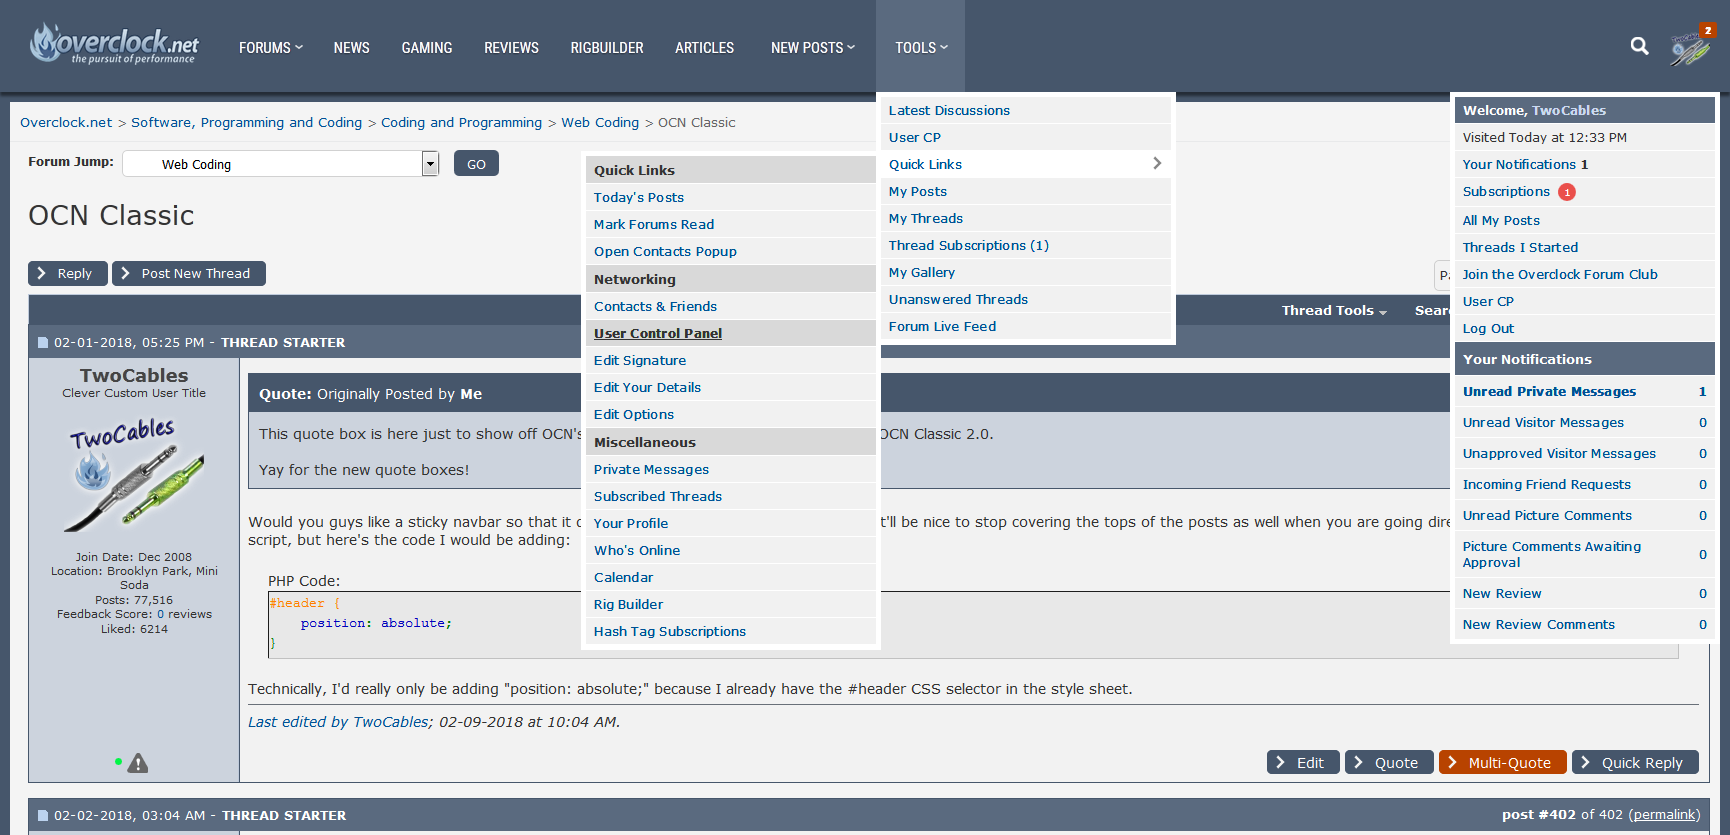 overclock.net
the pursuit of performance
FORUMS
NEWS
GAMING
REVIEWS
RIGBUILDER
ARTICLES
NEW POSTS
TOOLS
TwoCables
2
Overclock.net > Software, Programming and Coding > Coding and Programming > Web Coding > OCN Classic
Forum Jump:
Web Coding
GO
OCN Classic
Reply
Post New Thread
Quick Links
Today's Posts
Mark Forums Read
Open Contacts Popup
Networking
Contacts & Friends
User Control Panel
Edit Signature
Edit Your Details
Edit Options
Miscellaneous
Private Messages
Subscribed Threads
Your Profile
Who's Online
Calendar
Rig Builder
Hash Tag Subscriptions
Latest Discussions
User CP
Quick Links
My Posts
My Threads
Thread Subscriptions (1)
My Gallery
Unanswered Threads
Forum Live Feed
Welcome, TwoCables
Visited Today at 12:33 PM
Your Notifications 1
Subscriptions 1
All My Posts
Threads I Started
Join the Overclock Forum Club
User CP
Log Out
Your Notifications
Unread Private Messages 1
Unread Visitor Messages 0
Unapproved Visitor Messages 0
Incoming Friend Requests 0
Unread Picture Comments 0
Picture Comments Awaiting
Approval 0
New Review 0
New Review Comments 0
Thread Tools
02-01-2018, 05:25 PM - THREAD STARTER
TwoCables
Clever Custom User Title
TwoCables
Join Date: Dec 2008
Location: Brooklyn Park, Mini
Soda
Posts: 77,516
Feedback Score: 0 reviews
Liked: 6214
Quote: Originally Posted by Me
This quote box is here just to show off OCN's OCN Classic 2.0.
Yay for the new quote boxes!
Would you guys like a sticky navbar so that it t'll be nice to stop covering the tops of the posts as well when you are going
script, but here's the code I would be adding:
PHP Code:
#header {
position: absolute;
}
Technically, I'd really only be adding "position: absolute;" because I already have the #header CSS selector in the style sheet.
Last edited by TwoCables; 02-09-2018 at 10:04 AM.
Edit
Quote
Multi-Quote
Quick Reply
02-02-2018, 03:04 AM - THREAD STARTER
post #402 of 402 (permalink)